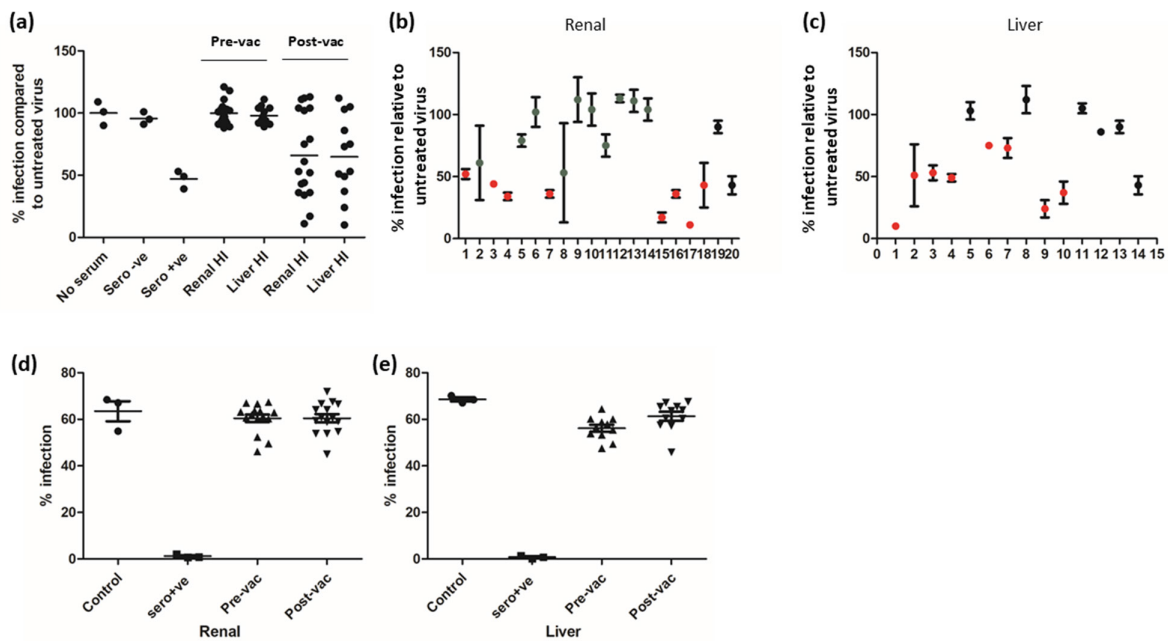 (a)
Pre-vac Post-vac
% infection compared
to untreated virus
150
100
50
0
No serum
Sero -ve
Sero +ve
Renal HI
Liver HI
Renal HI
Liver HI
(b)
Renal
% infection relative to
untreated virus
150
100
50
0
1 2 3 4 5 6 7 8 9 10 11 12 13 14 15 16 17 18 19 20
(c)
Liver
% infection relative to
untreated virus
150
100
50
0
0 1 2 3 4 5 6 7 8 9 10 11 12 13 14 15
(d)
% infection
80
60
40
20
0
Control
sero+ve
Pre-vac
Post-vac
Renal
(e)
% infection
80
60
40
20
0
Control
sero+ve
Pre-vac
Post-vac
Liver